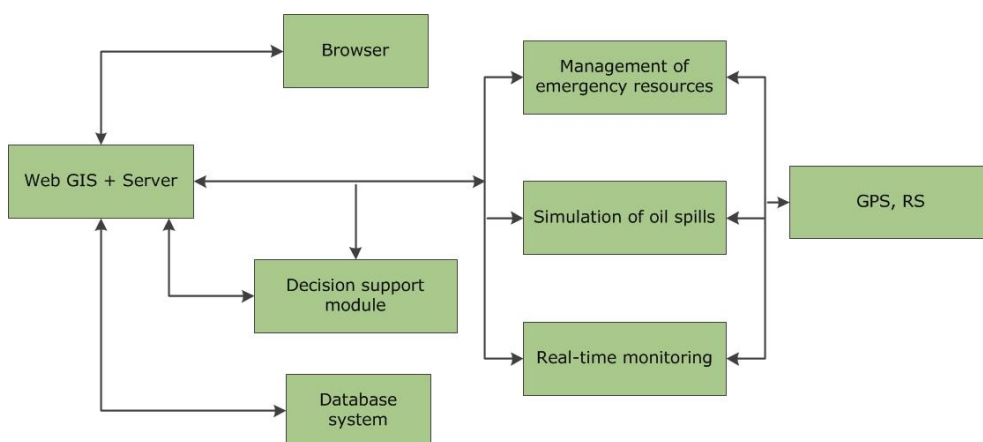 Browser
Management of
emergency resources
Web GIS + Server
Simulation of oil spills
GPS, RS
Decision support
module
Real-time monitoring
Database
system